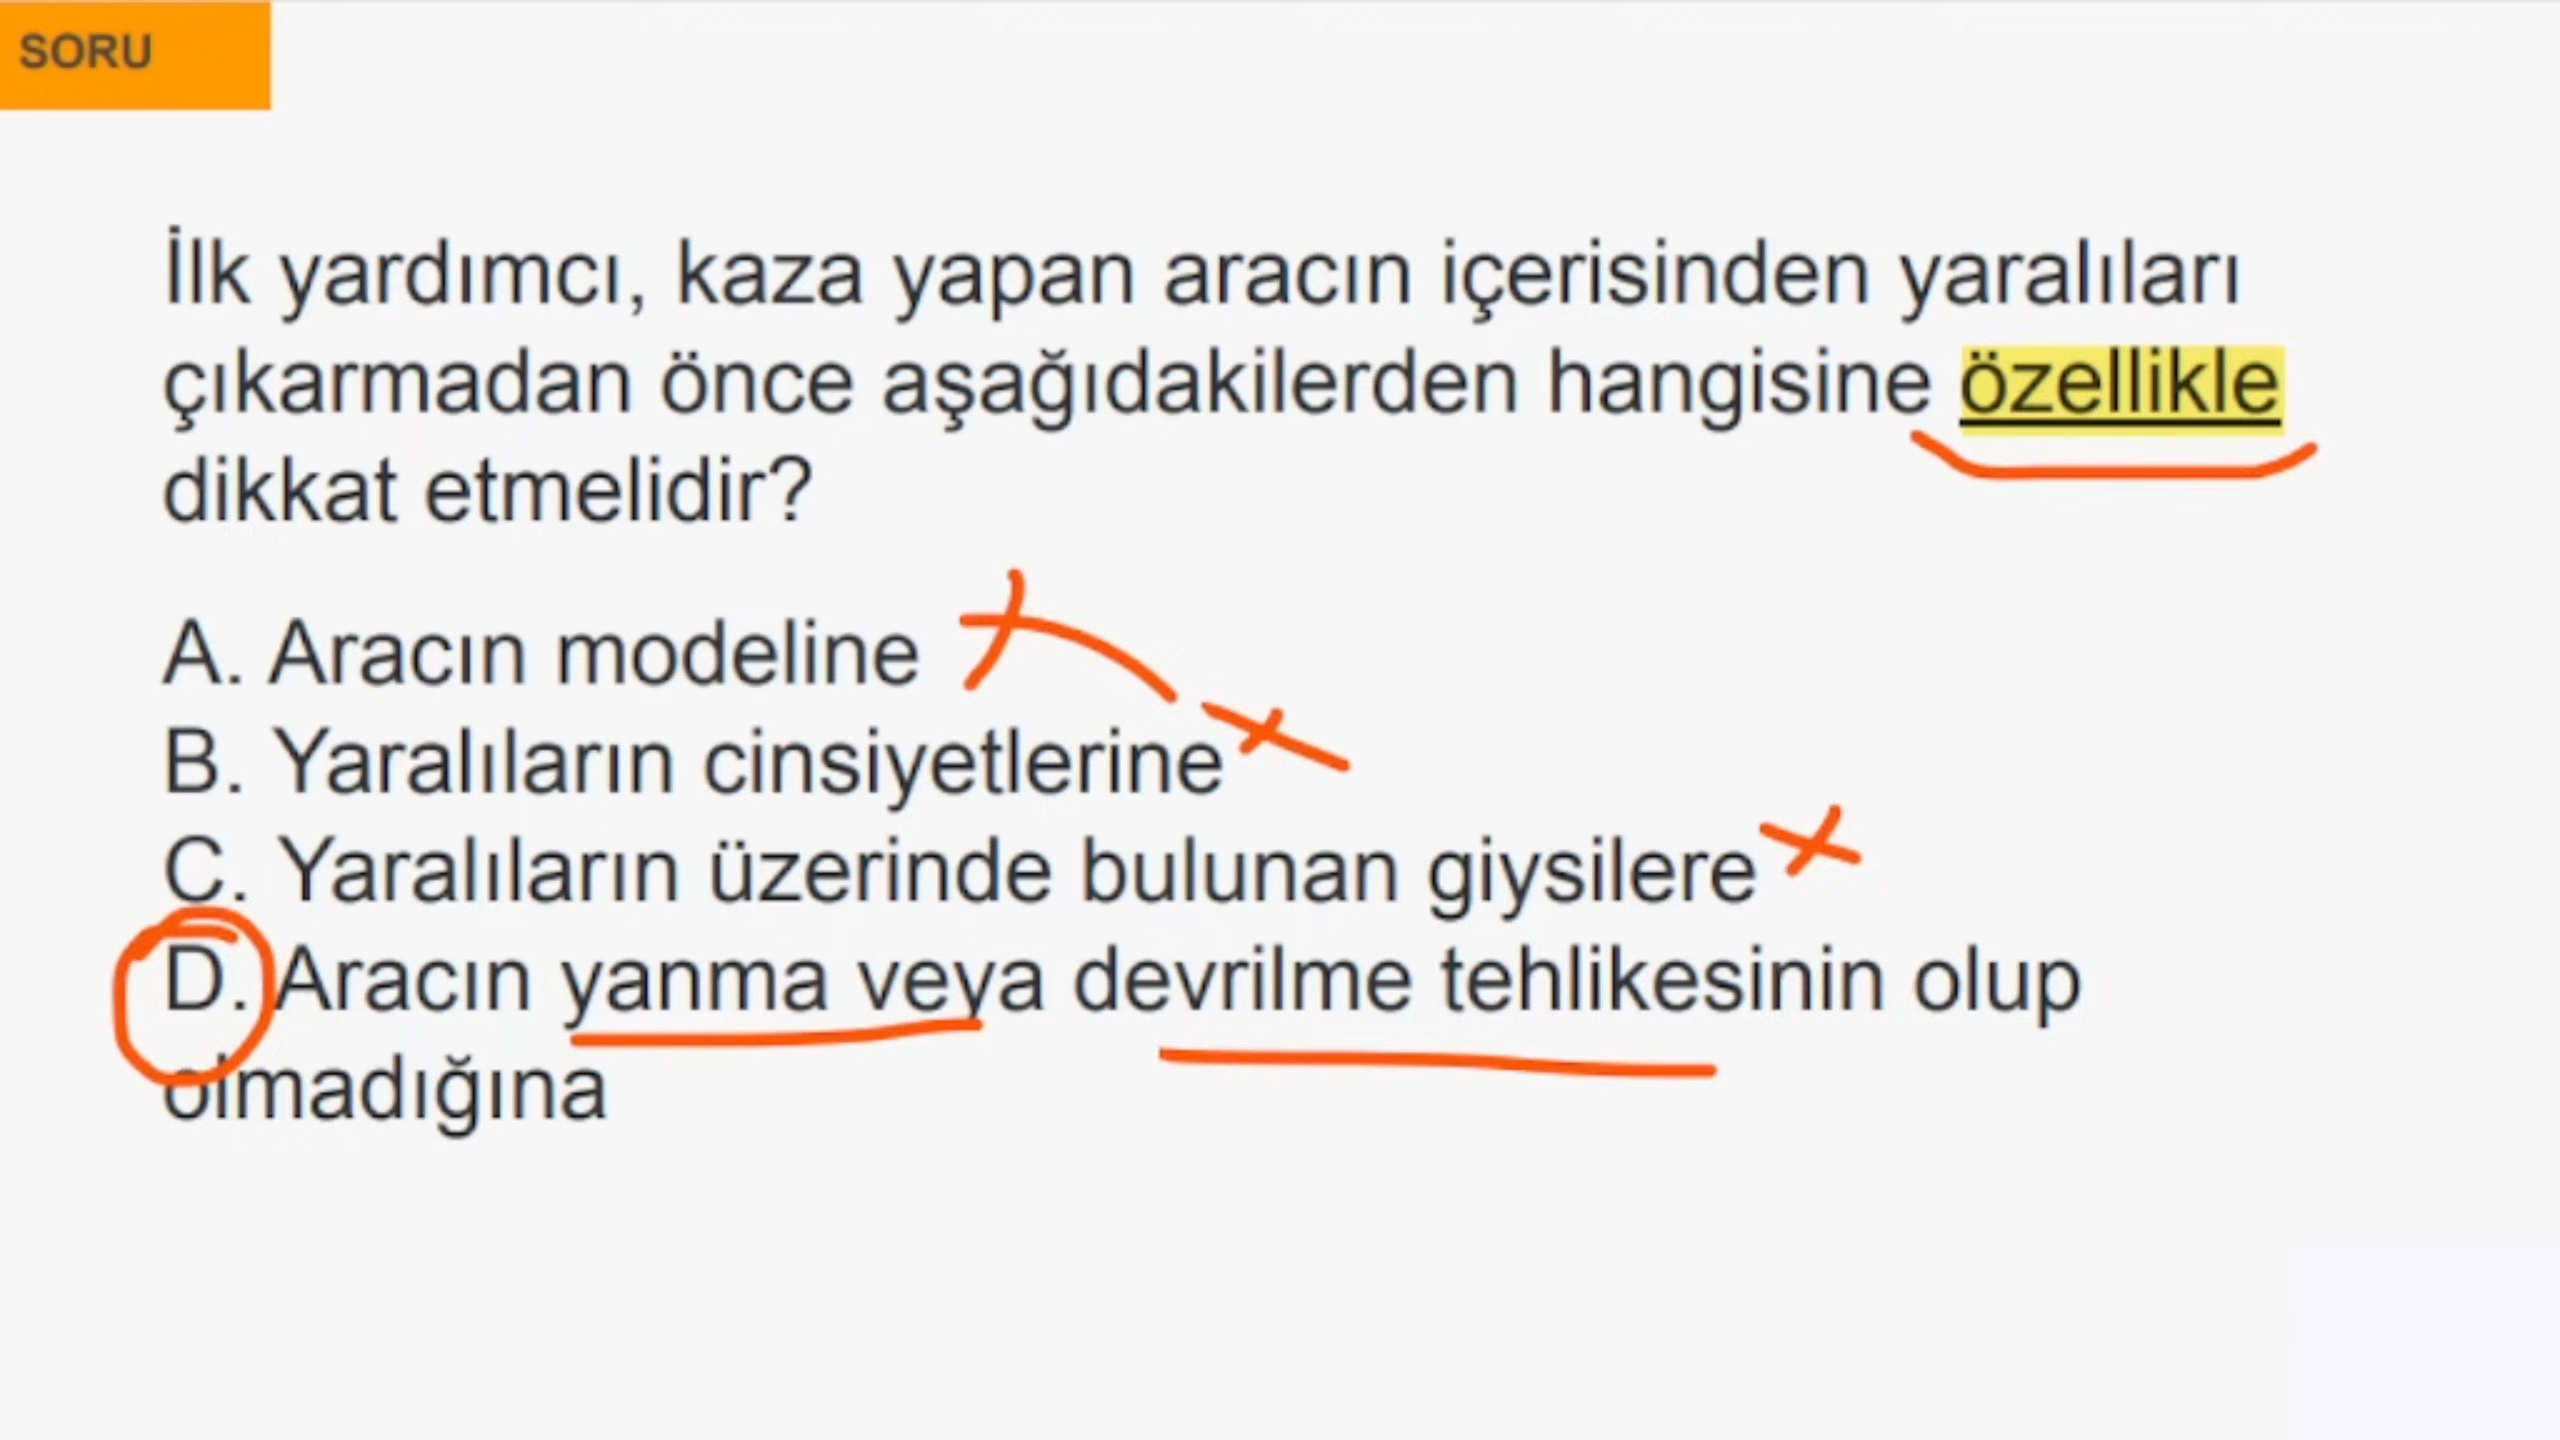 SORU
İlk yardımcı, kaza yapan aracın içerisinden yaralıları
çıkarmadan önce aşağıdakilerden hangisine özellikle
dikkat etmelidir?
A. Aracın modeline
B. Yaralıların cinsiyetlerine
C. Yaralıların üzerinde bulunan giysilere
D. Aracın yanma veya devrilme tehlikesinin olup
olmadığına